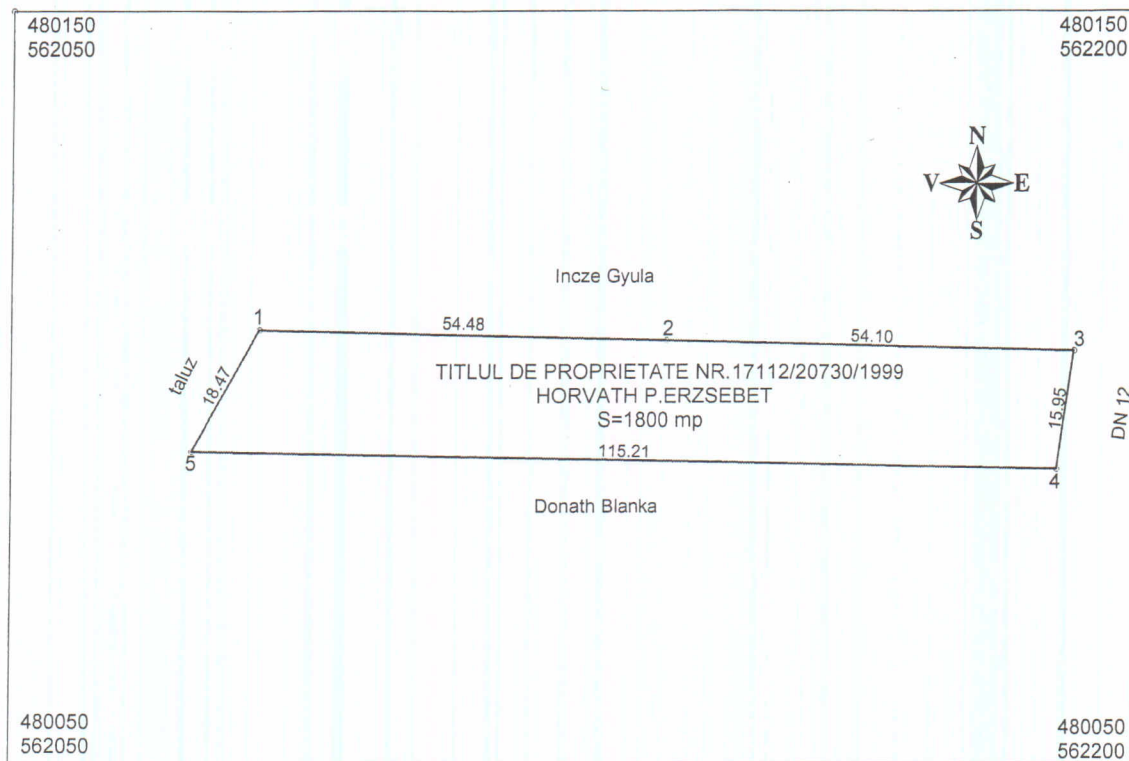 480150
562050
480150
562200
N
V E
S
Incze Gyula
1
54.48
2
54.10
3
taluz
18.47
TITLUL DE PROPRIETATE NR.17112/20730/1999
HORVATH P.ERZSEBET
S=1800 mp
15.95
DN 12
5
115.21
4
Donath Blanka
480050
562050
480050
562200